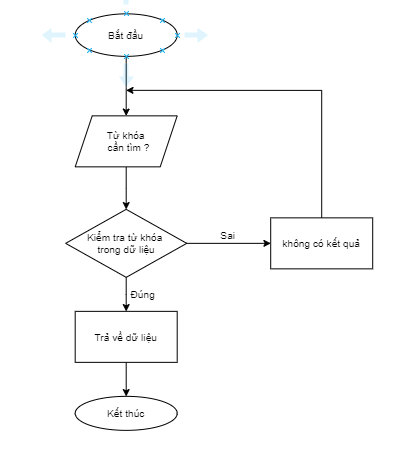 Bắt đầu
Từ khóa
cần tìm ?
Kiểm tra từ khóa
trong dữ liệu
Sai
không có kết quả
Đúng
Trả về dữ liệu
Kết thúc